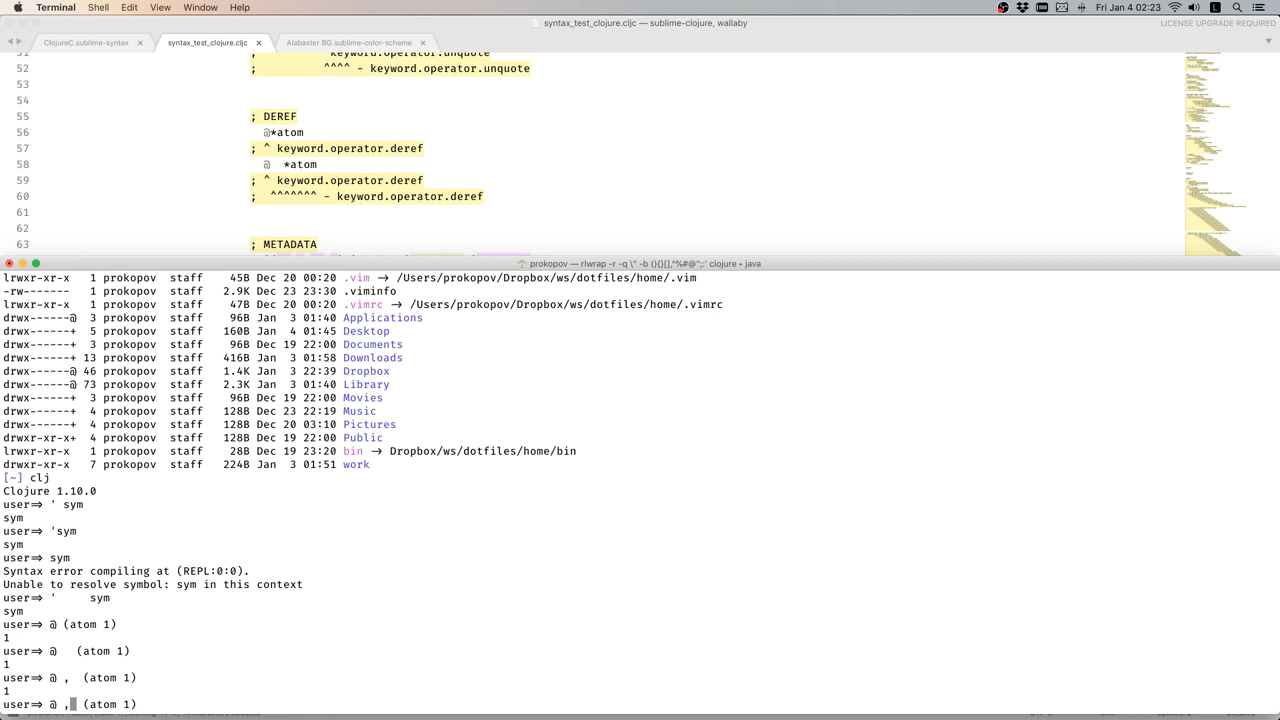 Terminal Shell Edit View Window Help Fri Jan 4 02:23
syntax_test_clojure.cljc — sublime-clojure, wallaby LICENSE UPGRADE REQUIRED
ClojureC.sublime-syntax × syntax_test_clojure.cljc × Alabaster BG.sublime-color-scheme ×
51 ; keyword.operator.unquote
52 ; ^^^^ - keyword.operator.unquote
53
54
55 ; DEREF
56 @*atom
57 ; ^ keyword.operator.deref
58 @  *atom
59 ; ^ keyword.operator.deref
60 ;  ^^^^^^^ - keyword.operator.deref
61
62
63 ; METADATA
prokopov — rlwrap -r -q \" -b (){}[],^%#@";:' clojure ▸ java
lrwxr-xr-x 1 prokopov staff 45B Dec 20 00:20 .vim → /Users/prokopov/Dropbox/ws/dotfiles/home/.vim
-rw------- 1 prokopov staff 2.9K Dec 23 23:30 .viminfo
lrwxr-xr-x 1 prokopov staff 47B Dec 20 00:20 .vimrc → /Users/prokopov/Dropbox/ws/dotfiles/home/.vimrc
drwx------@ 3 prokopov staff 96B Jan 3 01:40 Applications
drwx------+ 5 prokopov staff 160B Jan 4 01:45 Desktop
drwx------+ 3 prokopov staff 96B Dec 19 22:00 Documents
drwx------+ 13 prokopov staff 416B Jan 3 01:58 Downloads
drwx------@ 46 prokopov staff 1.4K Jan 3 22:39 Dropbox
drwx------@ 73 prokopov staff 2.3K Jan 3 01:40 Library
drwx------+ 3 prokopov staff 96B Dec 19 22:00 Movies
drwx------+ 4 prokopov staff 128B Dec 23 22:19 Music
drwx------+ 4 prokopov staff 128B Dec 20 03:10 Pictures
drwxr-xr-x+ 4 prokopov staff 128B Dec 19 22:00 Public
lrwxr-xr-x 1 prokopov staff 28B Dec 19 23:20 bin → Dropbox/ws/dotfiles/home/bin
drwxr-xr-x 7 prokopov staff 224B Jan 3 01:51 work
[~] clj
Clojure 1.10.0
user=> ' sym
sym
user=> 'sym
sym
user=> sym
Syntax error compiling at (REPL:0:0).
Unable to resolve symbol: sym in this context
user=> '     sym
sym
user=> @ (atom 1)
1
user=> @   (atom 1)
1
user=> @ ,  (atom 1)
1
user=> @ ,  (atom 1)